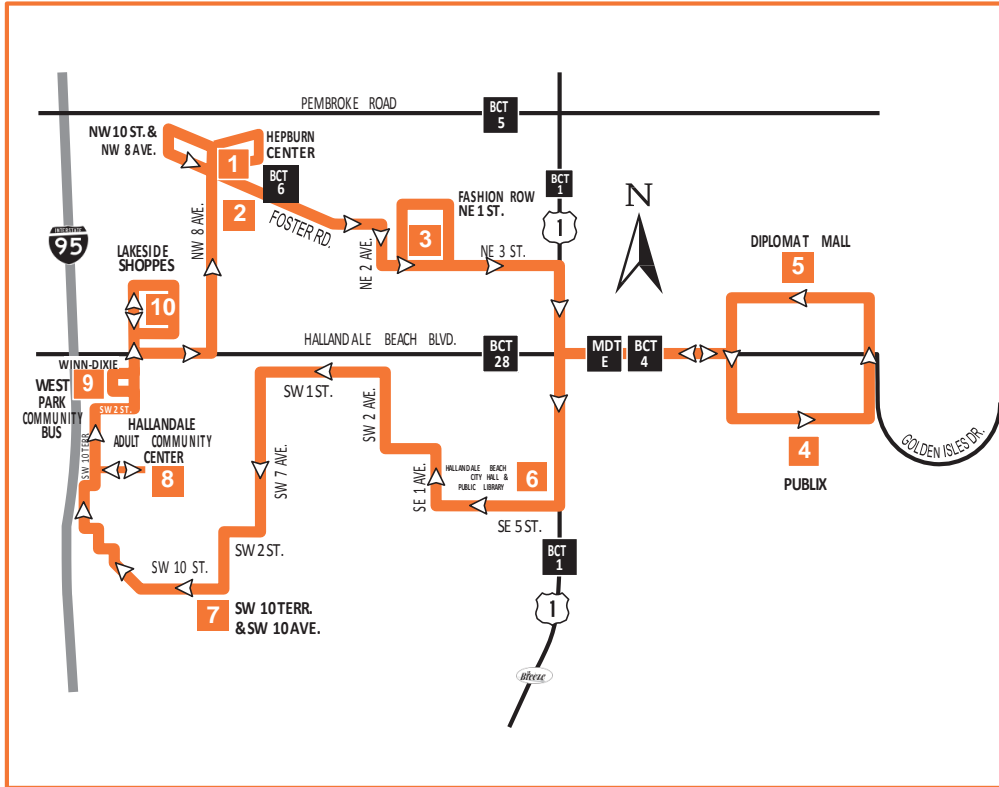 PEMBROKE ROAD
BCT
5
NW 10 ST. &
NW 8 AVE.
HEPBURN
CENTER
1
BCT
6
2
FOSTER RD.
NW 8 AVE.
FASHION ROW
NE 1 ST.
3
NE 2 AVE.
NE 3 ST.
BCT
1
1
N
DIPLOMAT MALL
5
INTERSTATE
95
LAKESIDE
SHOPPES
10
HALLANDALE BEACH BLVD.
BCT
28
MDT
E
BCT
4
WINN-DIXIE
9
WEST
PARK
COMMUNITY
BUS
SW 2 ST.
SW 1 ST.
SW 2 AVE.
SW 7 AVE.
HALLANDALE
ADULT COMMUNITY
CENTER
8
SW 10 TERR.
SE 1 AVE.
HALLANDALE BEACH
CITY HALL &
PUBLIC LIBRARY
6
SE 5 ST.
4
PUBLIX
GOLDEN ISLES DR.
SW 2 ST.
SW 10 ST.
7
SW 10 TERR.
& SW 10 AVE.
BCT
1
1
Breeze